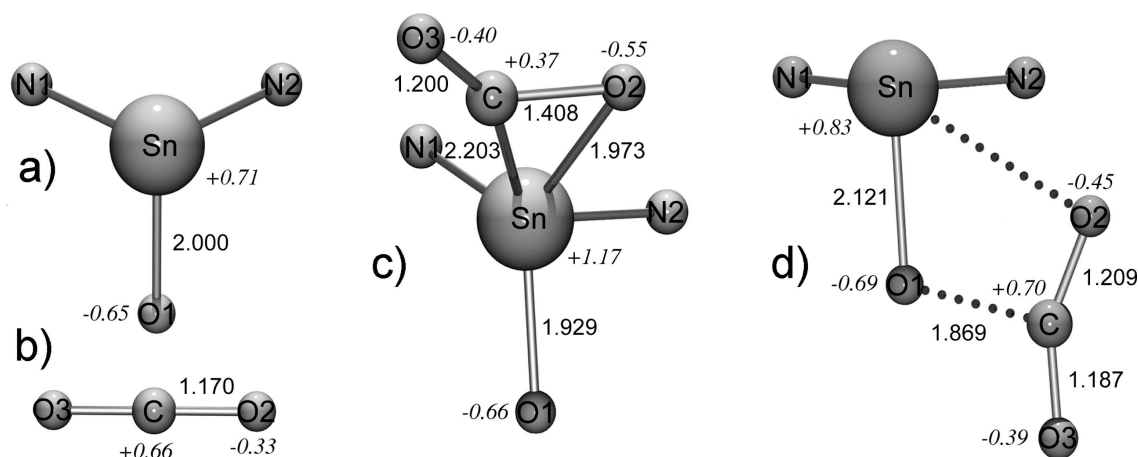 N1
N2
Sn
a)
+0.71
2.000
-0.65
O1
b)
1.170
O3
C
O2
+0.66
-0.33
O3
-0.40
+0.37
-0.55
1.200
C
O2
1.408
N1
2.203
1.973
Sn
N2
c)
+1.17
1.929
-0.66
O1
N1
Sn
N2
+0.83
-0.45
2.121
O2
d)
-0.69
O1
+0.70
1.209
C
1.869
1.187
-0.39
O3